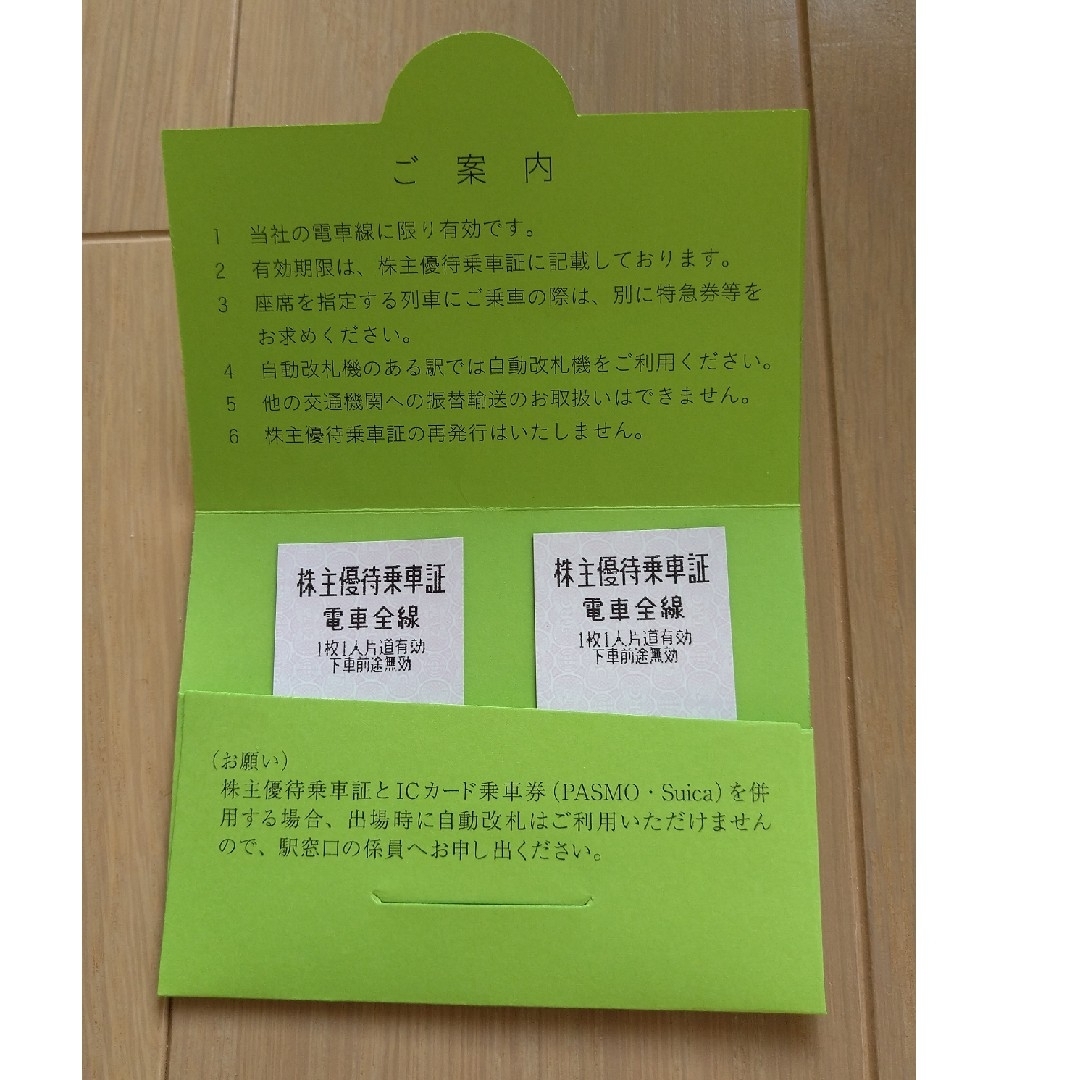 ご案内
1 当社の電車線に限り有効です。
2 有効期限は、株主優待乗車証に記載しております。
3 座席を指定する列車にご乗車の際は、別に特急券等を
お求めください。
4 自動改札機のある駅では自動改札機をご利用ください。
5 他の交通機関への振替輸送のお取扱いはできません。
6 株主優待乗車証の再発行はいたしません。
株主優待乗車証
電車全線
1枚1人片道有効
下車前途無効
株主優待乗車証
電車全線
1枚1人片道有効
下車前途無効
(お願い)
株主優待乗車証とICカード乗車券(PASMO・Suica)を併
用する場合、出場時に自動改札はご利用いただけません
ので、駅窓口の係員へお申し出ください。